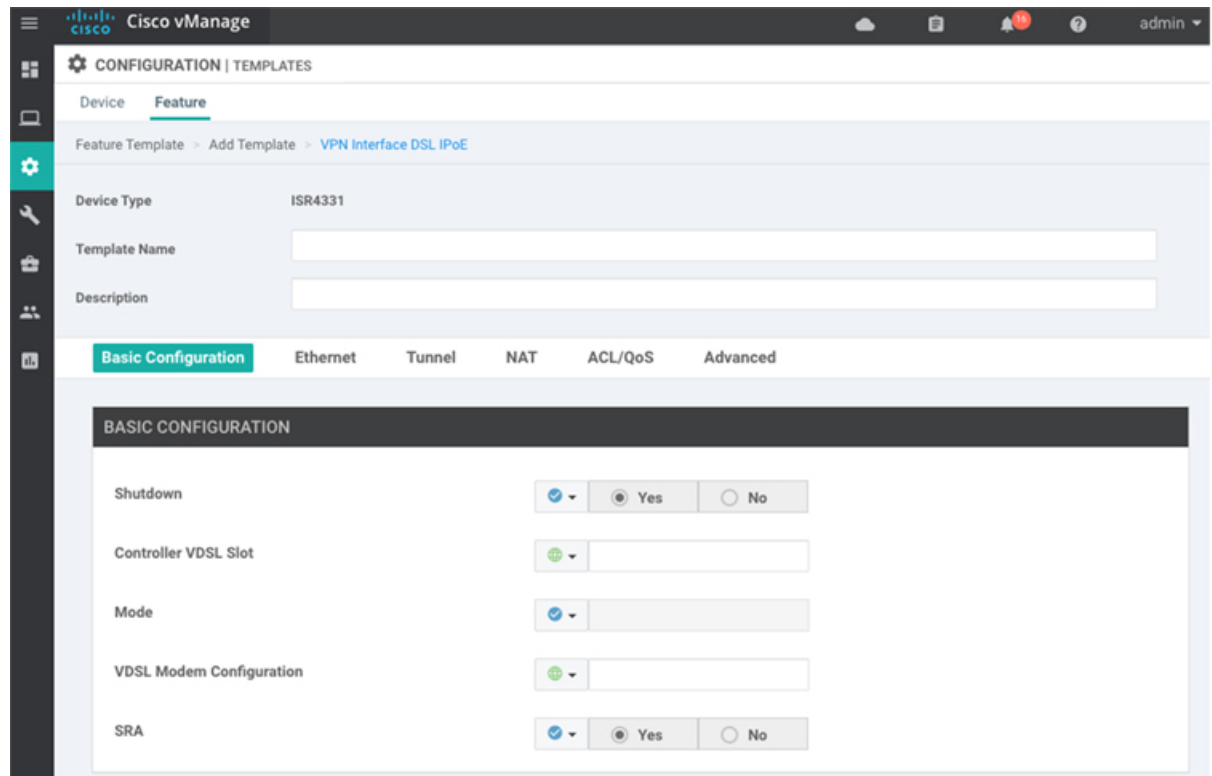 cisco Cisco vManage 16 admin
CONFIGURATION | TEMPLATES
Device Feature
Feature Template > Add Template > VPN Interface DSL IPoE
Device Type ISR4331
Template Name
Description
Basic Configuration Ethernet Tunnel NAT ACL/QoS Advanced
BASIC CONFIGURATION
Shutdown Yes No
Controller VDSL Slot
Mode
VDSL Modem Configuration
SRA Yes No